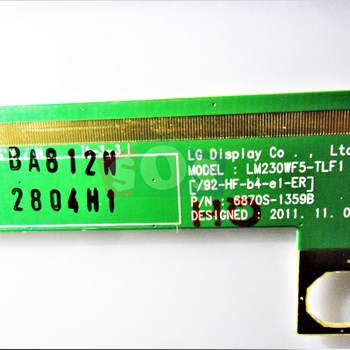 BA812N
2804H1
LG Display Co ., Ltd
MODEL : LM230WF5-TLF1
[/92-HF-b4-e1-ER]
P/N : 6870S-1359B
DESIGNED : 2011. 11. 0